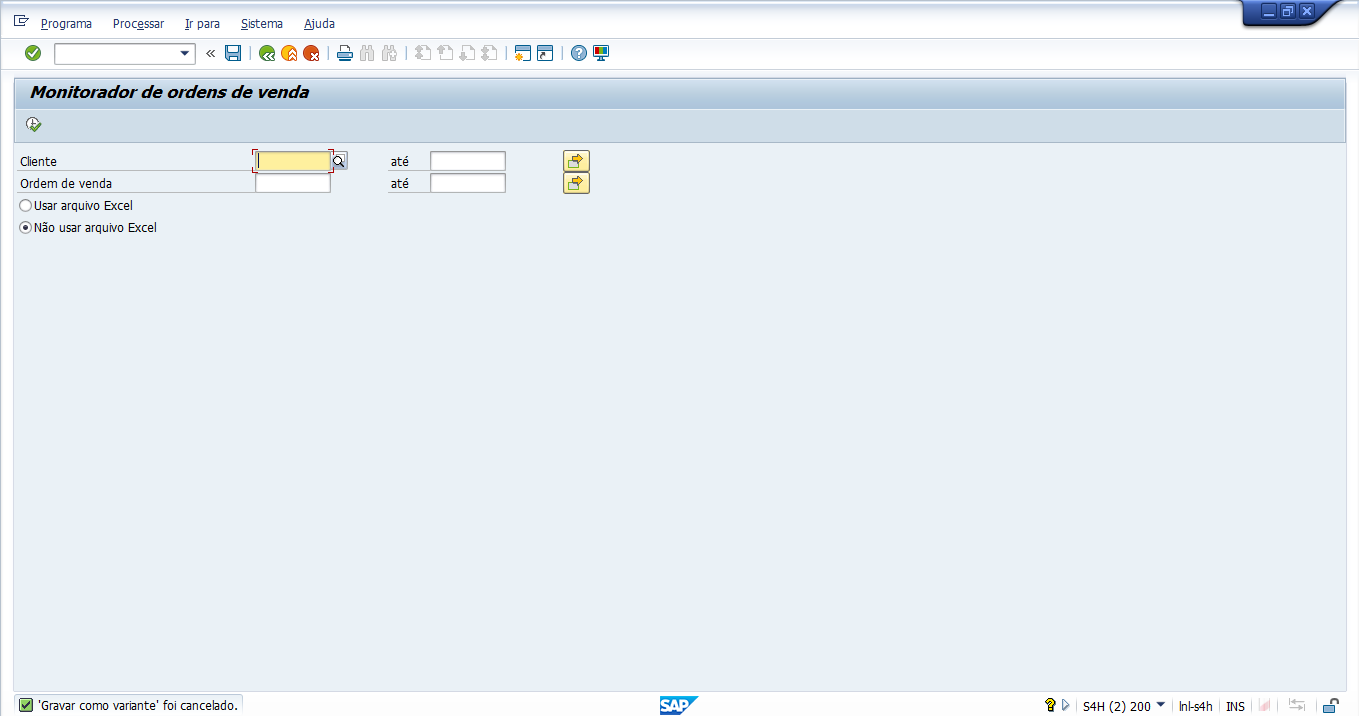 Programa Processar Ir para Sistema Ajuda
Monitorador de ordens de venda
Cliente até
Ordem de venda até
Usar arquivo Excel
Não usar arquivo Excel
'Gravar como variante' foi cancelado. SAP S4H (2) 200 lnl-s4h INS